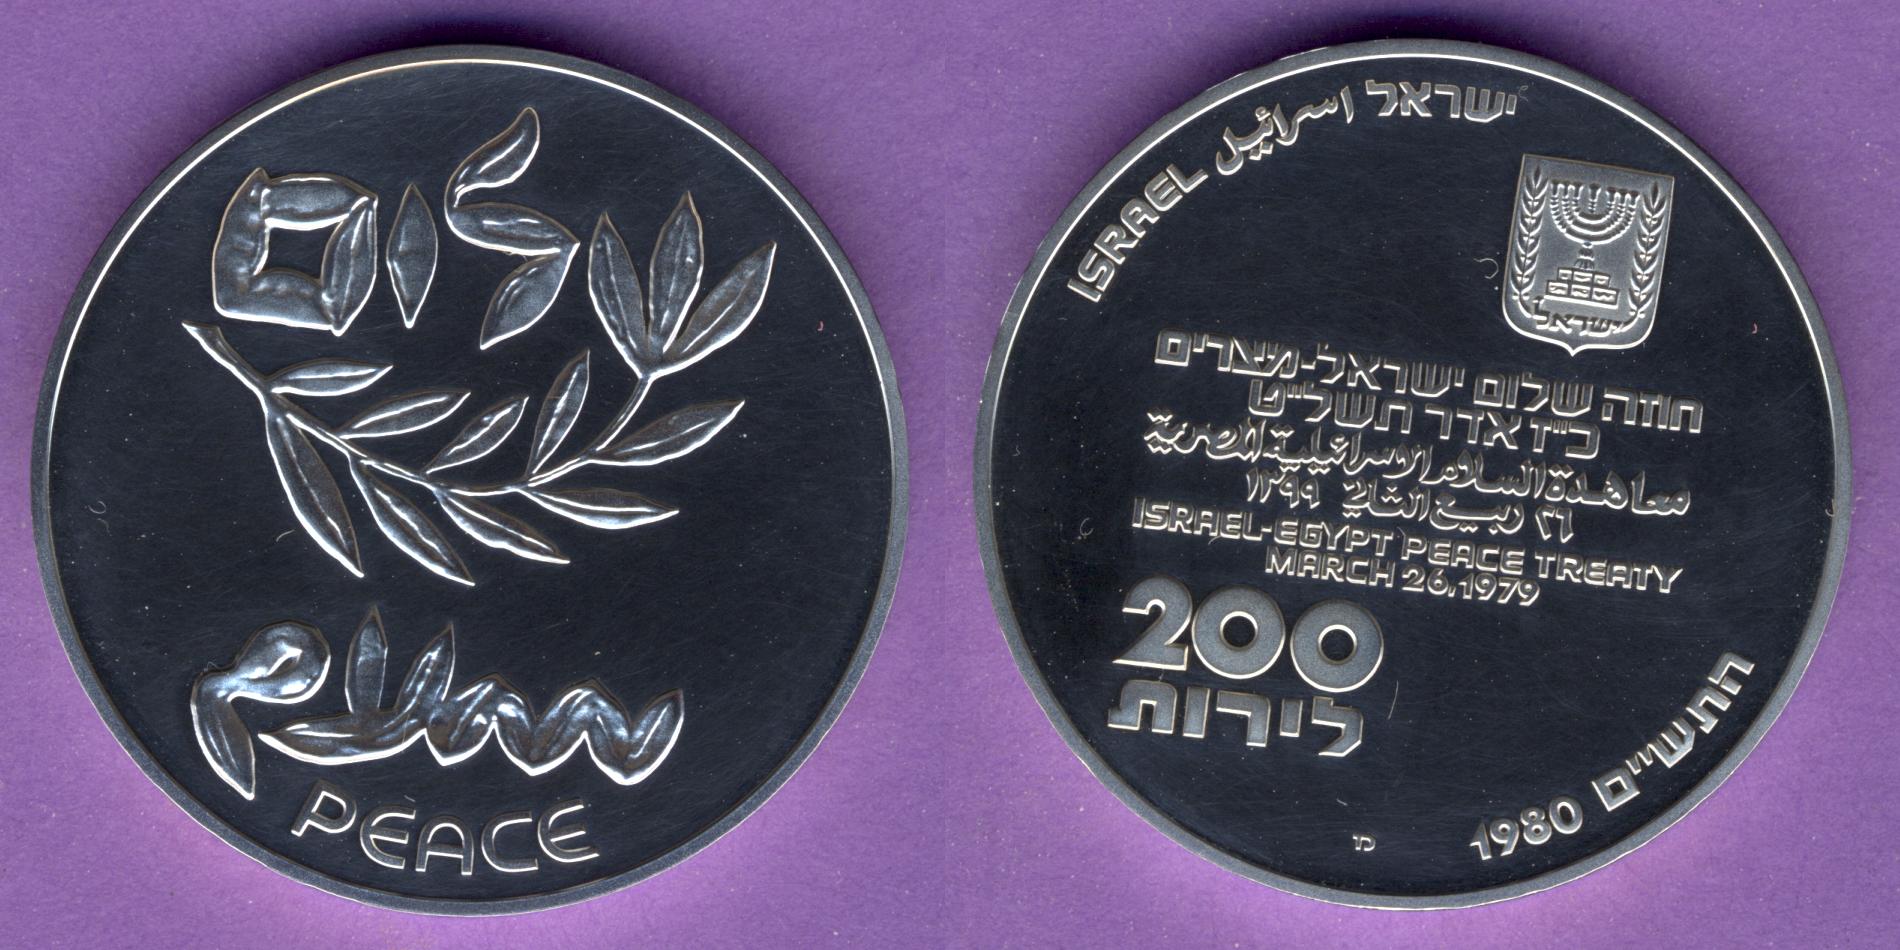 שלום
سلام
PEACE
ISRAEL اسرائيل ישראל
ישראל
חוזה שלום ישראל-מצרים
כ״ז אדר תשל״ט
معاهدة السلام الاسرائيلية المصرية
٢٦ ربيع الثاني ١٣٩٩
ISRAEL-EGYPT PEACE TREATY
MARCH 26.1979
200
לירות
1980 התש״ם